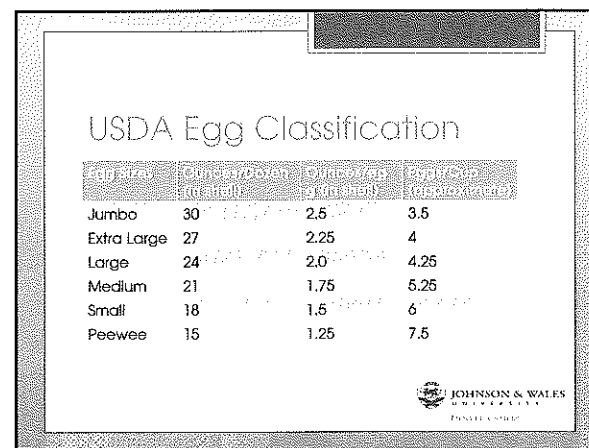 USDA Egg Classification
Egg Sizes Ounces/Dozen Ounces/eg Eggs/Cup
(in shell) g (in shell) (approximate)
Jumbo 30 2.5 3.5
Extra Large 27 2.25 4
Large 24 2.0 4.25
Medium 21 1.75 5.25
Small 18 1.5 6
Peewee 15 1.25 7.5
JOHNSON & WALES
UNIVERSITY